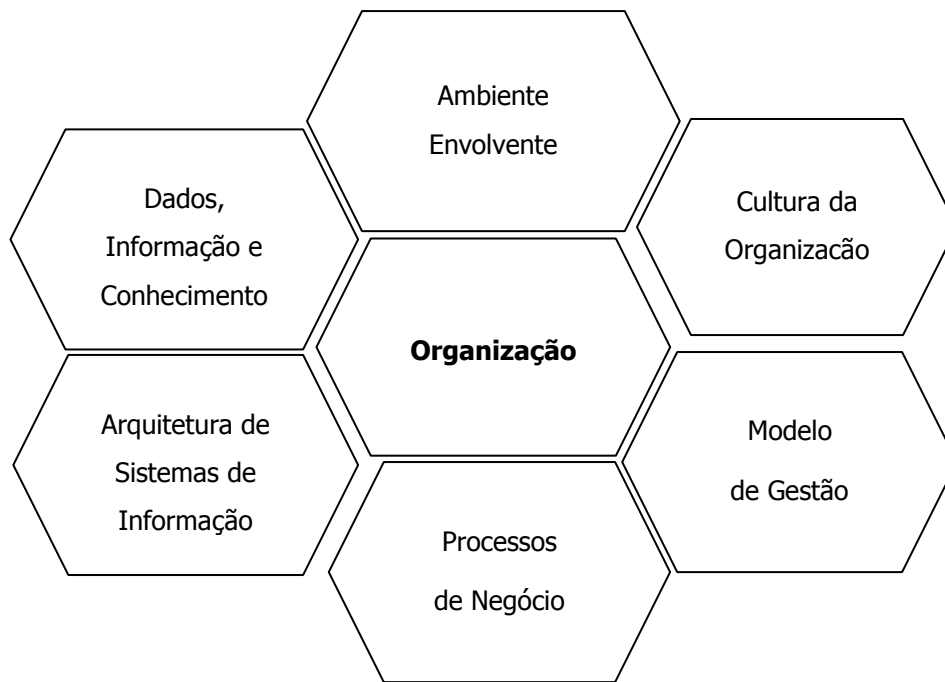 Ambiente
Envolvente
Dados,
Informação e
Conhecimento
Cultura da
Organizacão
Organização
Arquitetura de
Sistemas de
Informação
Modelo
de Gestão
Processos
de Negócio